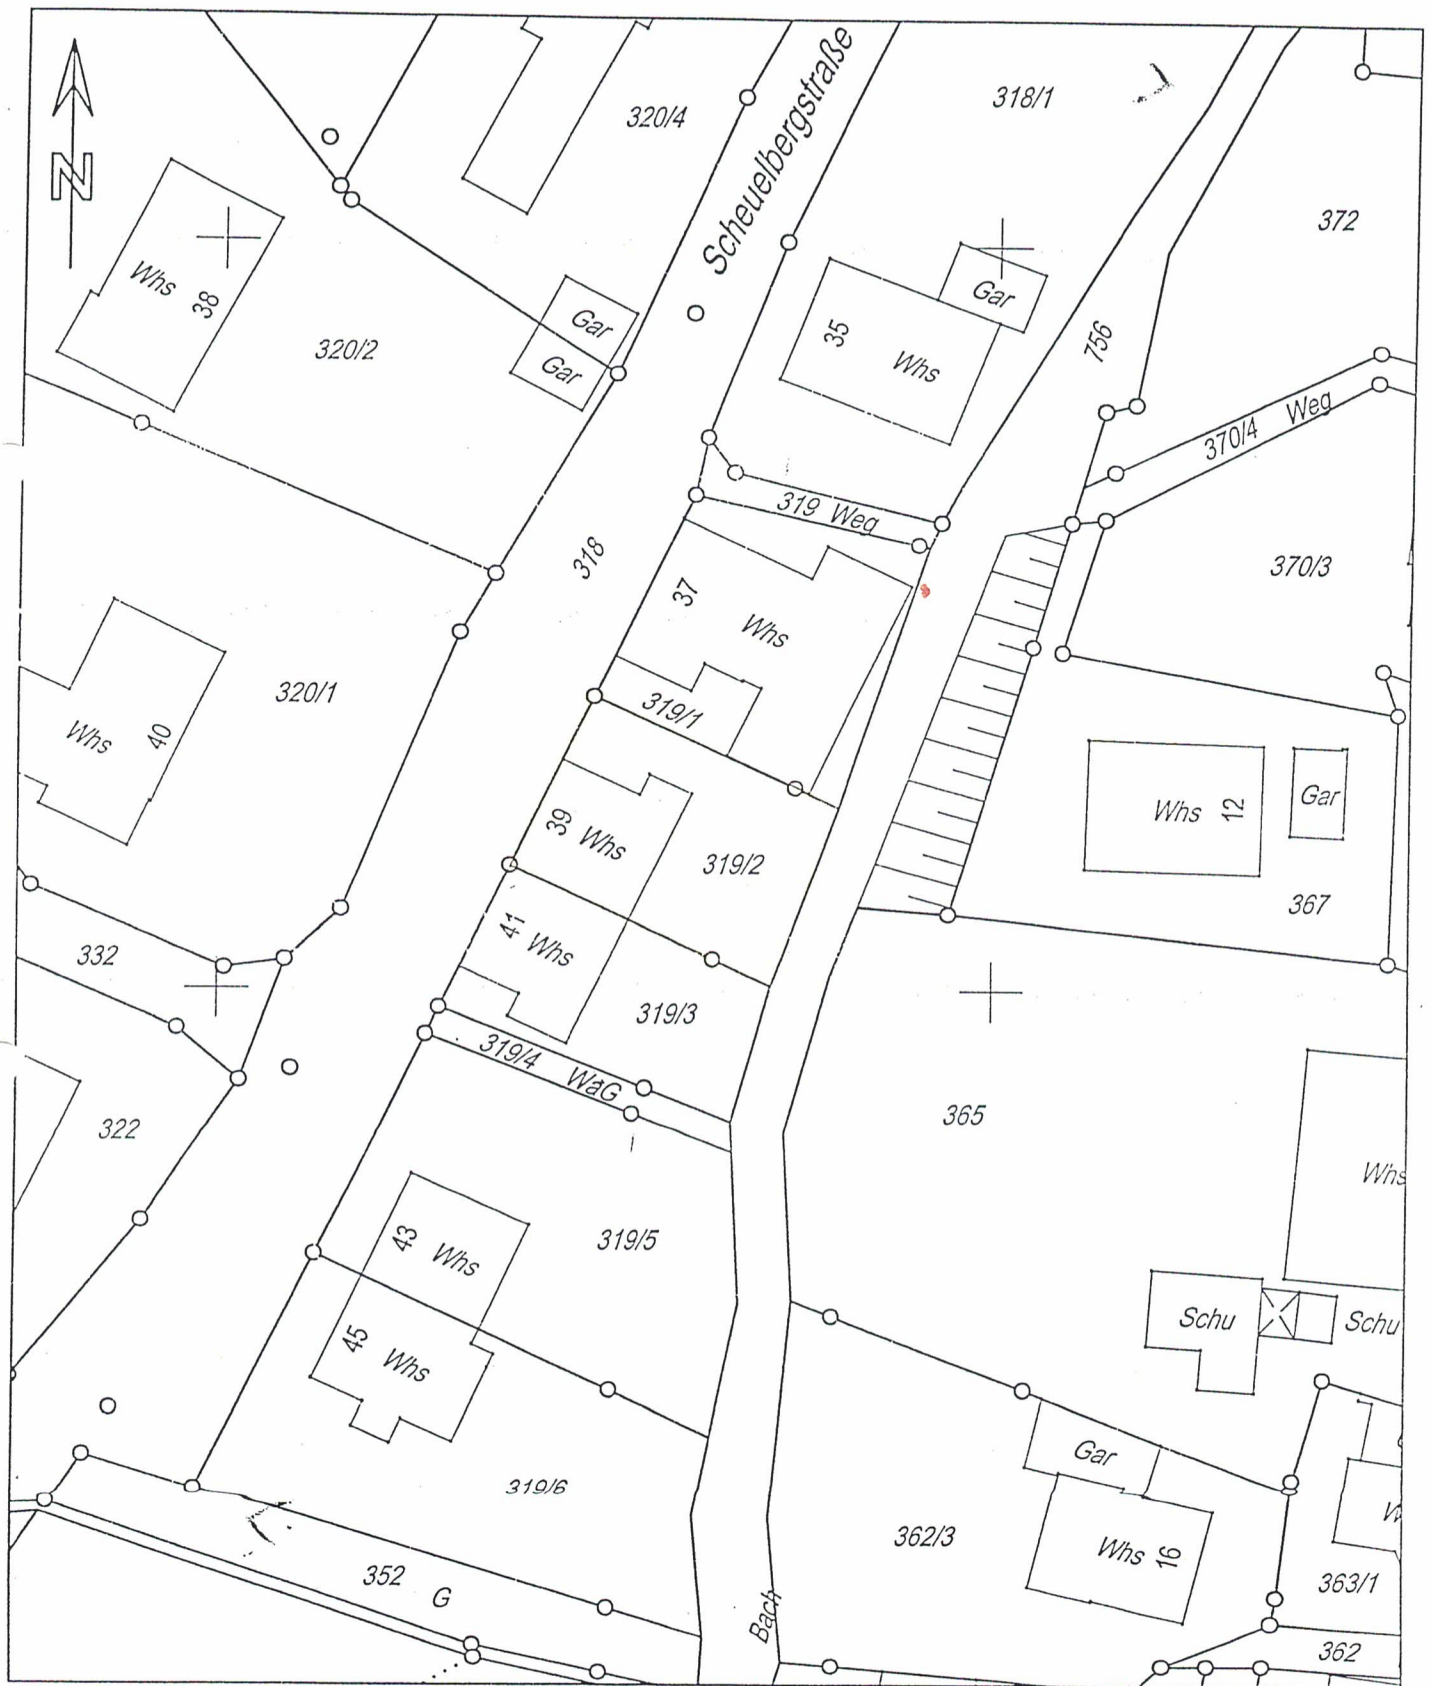 320/4
Scheuelbergstraße
318/1
N
372
Whs 38
320/2
Gar
Gar
Gar
35 Whs
756
370/4 Weg
319 Weg
318
370/3
37
Whs
320/1
Whs 40
319/1
39 Whs
319/2
Whs 12
Gar
367
332
41 Whs
319/3
319/4 WaG
322
365
Whs
43 Whs
319/5
Schu
Schu
45 Whs
Gar
319/6
362/3
Whs 16
352 G
363/1
Bach
362